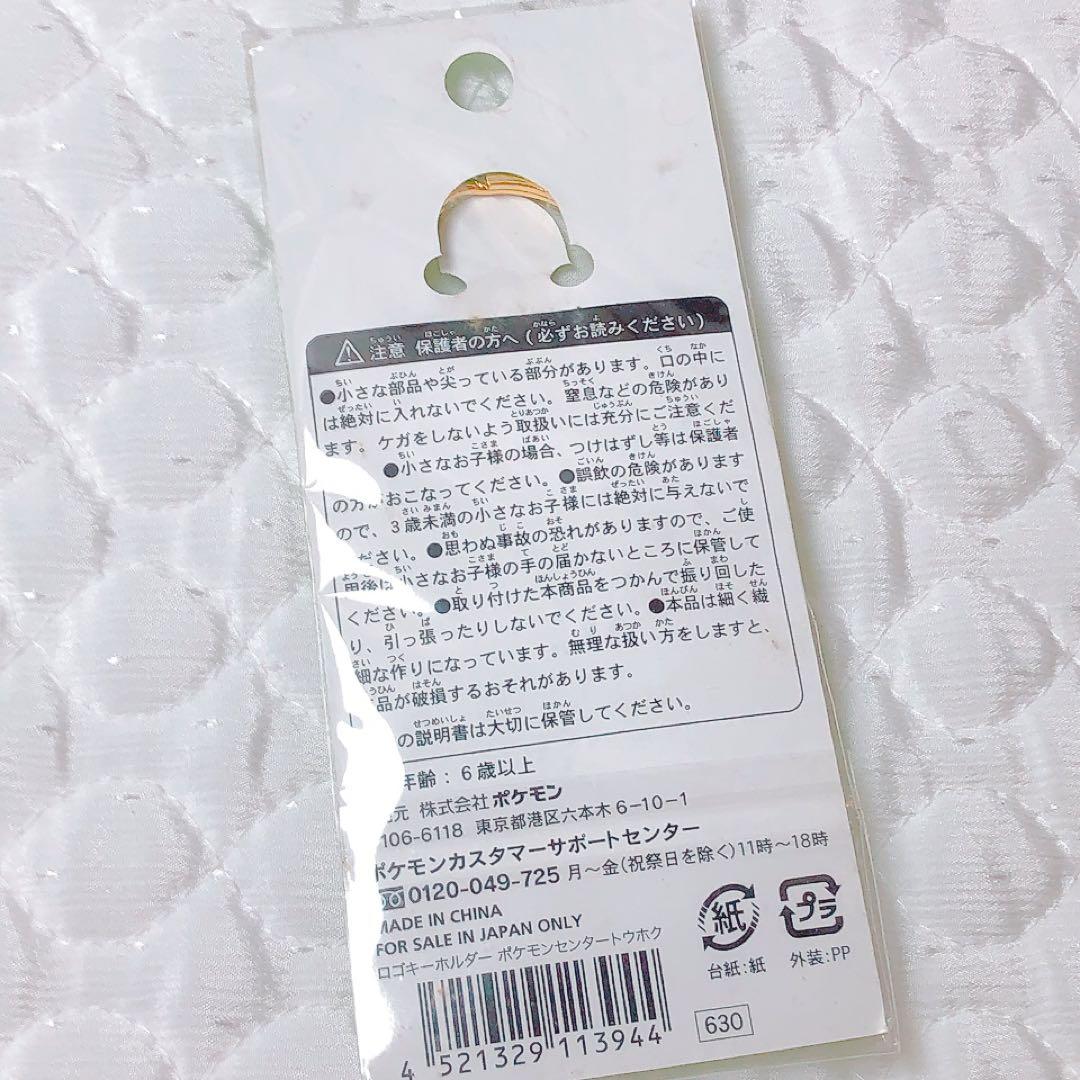 注意 保護者の方へ(必ずお読みください)
●小さな部品や尖っている部分があります。口の中に
は絶対に入れないでください。窒息などの危険があり
ます。ケガをしないよう取扱いには充分にご注意くだ
●小さなお子様の場合、つけはずし等は保護者
の方がおこなってください。●誤飲の危険があります
ので、3歳未満の小さなお子様には絶対に与えないで
ください。●思わぬ事故の恐れがありますので、ご使
用後は小さなお子様の手の届かないところに保管して
ください。●取り付けた本商品をつかんで振り回した
り、引っ張ったりしないでください。●本品は細く繊
細な作りになっています。無理な扱い方をしますと、
品が破損するおそれがあります。
の説明書は大切に保管してください。
年齢:6歳以上
元 株式会社ポケモン
106-6118 東京都港区六本木6-10-1
ポケモンカスタマーサポートセンター
0120-049-725 月～金(祝祭日を除く)11時～18時
MADE IN CHINA
FOR SALE IN JAPAN ONLY
ロゴキーホルダー ポケモンセンタートウホク
紙
プラ
台紙:紙
外装:PP
630
4 521329 113944